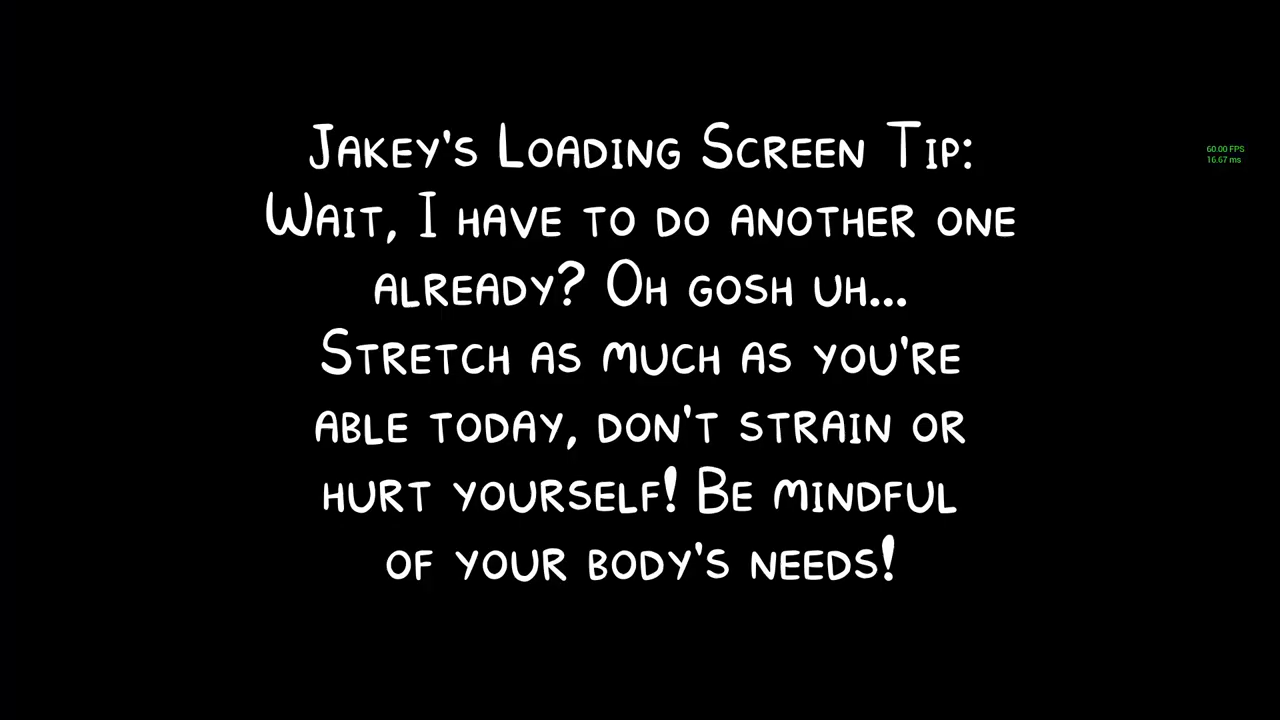 Jakey's Loading Screen Tip:
Wait, I have to do another one
already? Oh gosh uh...
Stretch as much as you're
able today, don't strain or
hurt yourself! Be mindful
of your body's needs!
60.00 FPS
16.67 ms